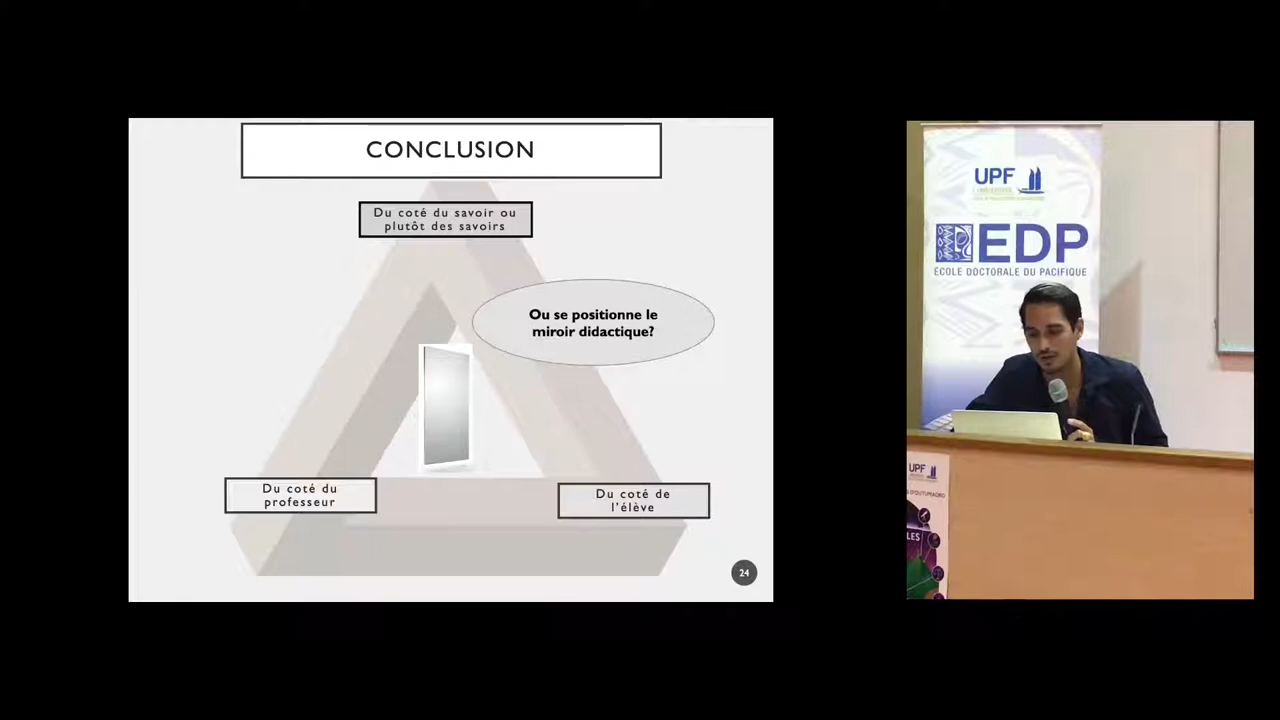 CONCLUSION
Du coté du savoir ou
plutôt des savoirs
Ou se positionne le
miroir didactique?
Du coté du
professeur
Du coté de
l'élève
24
UPF
EDP
ÉCOLE DOCTORALE DU PACIFIQUE
UPF
LES